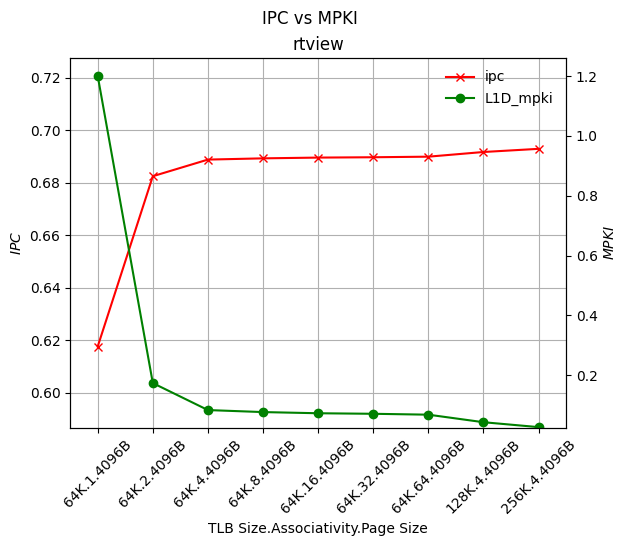 IPC vs MPKI
rtview
ipc
L1D_mpki
0.72
0.70
0.68
0.66
0.64
0.62
0.60
IPC
1.2
1.0
0.8
0.6
0.4
0.2
MPKI
64K.1.4096B
64K.2.4096B
64K.4.4096B
64K.8.4096B
64K.16.4096B
64K.32.4096B
64K.64.4096B
128K.4.4096B
256K.4.4096B
TLB Size.Associativity.Page Size